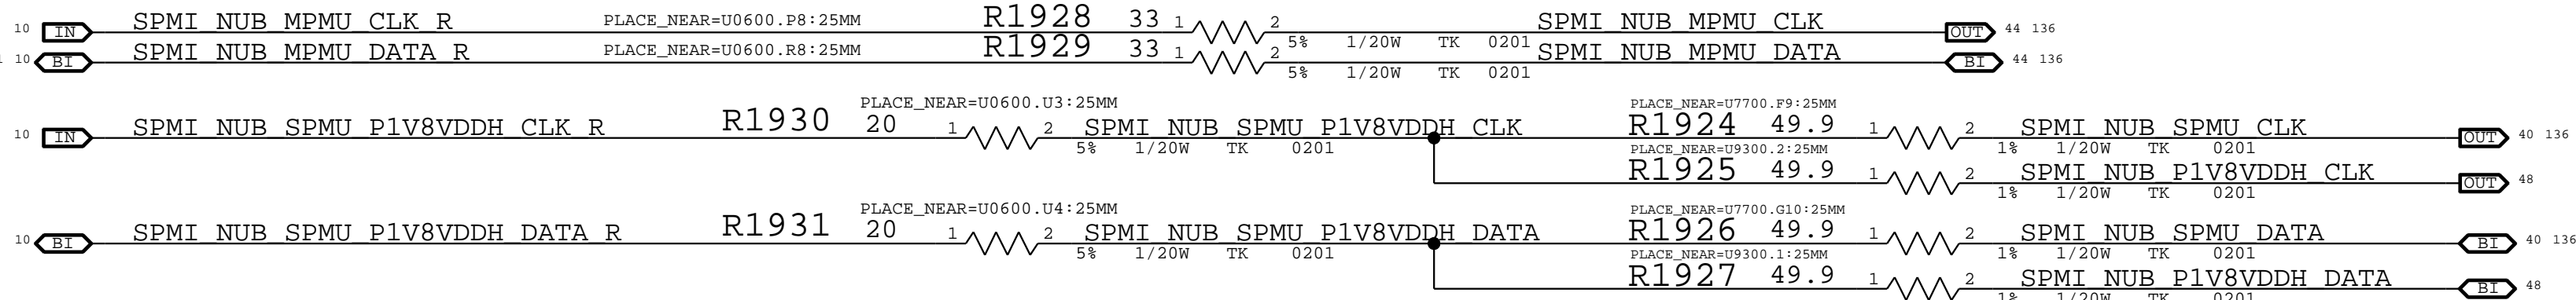 10 IN SPMI_NUB_MPMU_CLK_R PLACE_NEAR=U0600.P8:25MM R1928 33 1 2 SPMI_NUB_MPMU_CLK OUT 44 136
5% 1/20W TK 0201
10 BI SPMI_NUB_MPMU_DATA_R PLACE_NEAR=U0600.R8:25MM R1929 33 1 2 SPMI_NUB_MPMU_DATA BI 44 136
5% 1/20W TK 0201
PLACE_NEAR=U0600.U3:25MM PLACE_NEAR=U7700.F9:25MM
10 IN SPMI_NUB_SPMU_P1V8VDDH_CLK_R R1930 20 1 2 SPMI_NUB_SPMU_P1V8VDDH_CLK R1924 49.9 1 2 SPMI_NUB_SPMU_CLK OUT 40 136
5% 1/20W TK 0201 PLACE_NEAR=U9300.2:25MM 1% 1/20W TK 0201
R1925 49.9 1 2 SPMI_NUB_P1V8VDDH_CLK OUT 48
1% 1/20W TK 0201
PLACE_NEAR=U0600.U4:25MM PLACE_NEAR=U7700.G10:25MM
10 BI SPMI_NUB_SPMU_P1V8VDDH_DATA_R R1931 20 1 2 SPMI_NUB_SPMU_P1V8VDDH_DATA R1926 49.9 1 2 SPMI_NUB_SPMU_DATA BI 40 136
5% 1/20W TK 0201 PLACE_NEAR=U9300.1:25MM 1% 1/20W TK 0201
R1927 49.9 1 2 SPMI_NUB_P1V8VDDH_DATA BI 48
1% 1/20W TK 0201